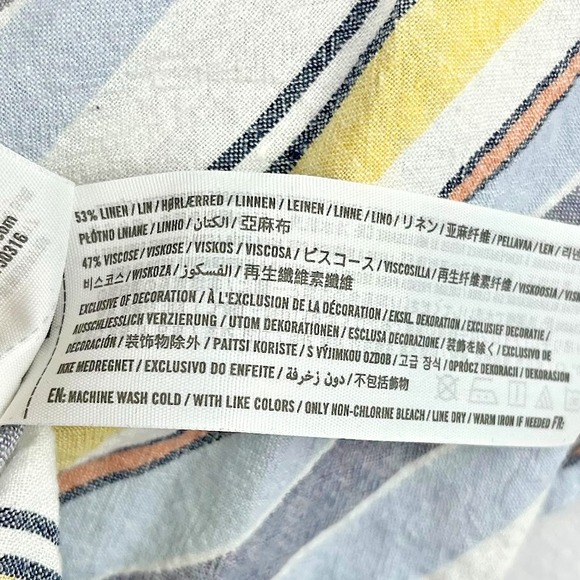 53% LINEN / LIN / HØRLÆRRED / LINNEN / LEINEN / LINNE / LINO / リネン / 亚麻纤维 / PELLAVIA / LEN / 리넨
PŁÓTNO LNIANE / LINHO / الكتان / 亞麻布
47% VISCOSE / VISKOSE / VISKOS / VISCOSA / ビスコース / VISCOSILLA / 再生纤维素纤维 / VISKOOSIA
비스코스 / WISKOZA / الفسكوز / 再生纖維素纖維
EXCLUSIVE OF DECORATION / À L'EXCLUSION DE LA DÉCORATION / EKSKL. DEKORATION / EXCLUSIEF DECORATIE /
AUSSCHLIESSLICH VERZIERUNG / UTOM DEKORATIONEN / ESCLUSA DECORAZIONE / 装飾を除く / EXCLUSIVO DE
DECORACIÓN / 装饰物除外 / PAITSI KORISTE / S VÝJIMKOU OZDOB / 고급 장식 / OPRÓCZ DEKORACJI / DEKORASJON
IKKE MEDREGNET / EXCLUSIVO DO ENFEITE / دون زخرفة / 不包括飾物
EN: MACHINE WASH COLD / WITH LIKE COLORS / ONLY NON-CHLORINE BLEACH / LINE DRY / WARM IRON IF NEEDED FR:
om
30316